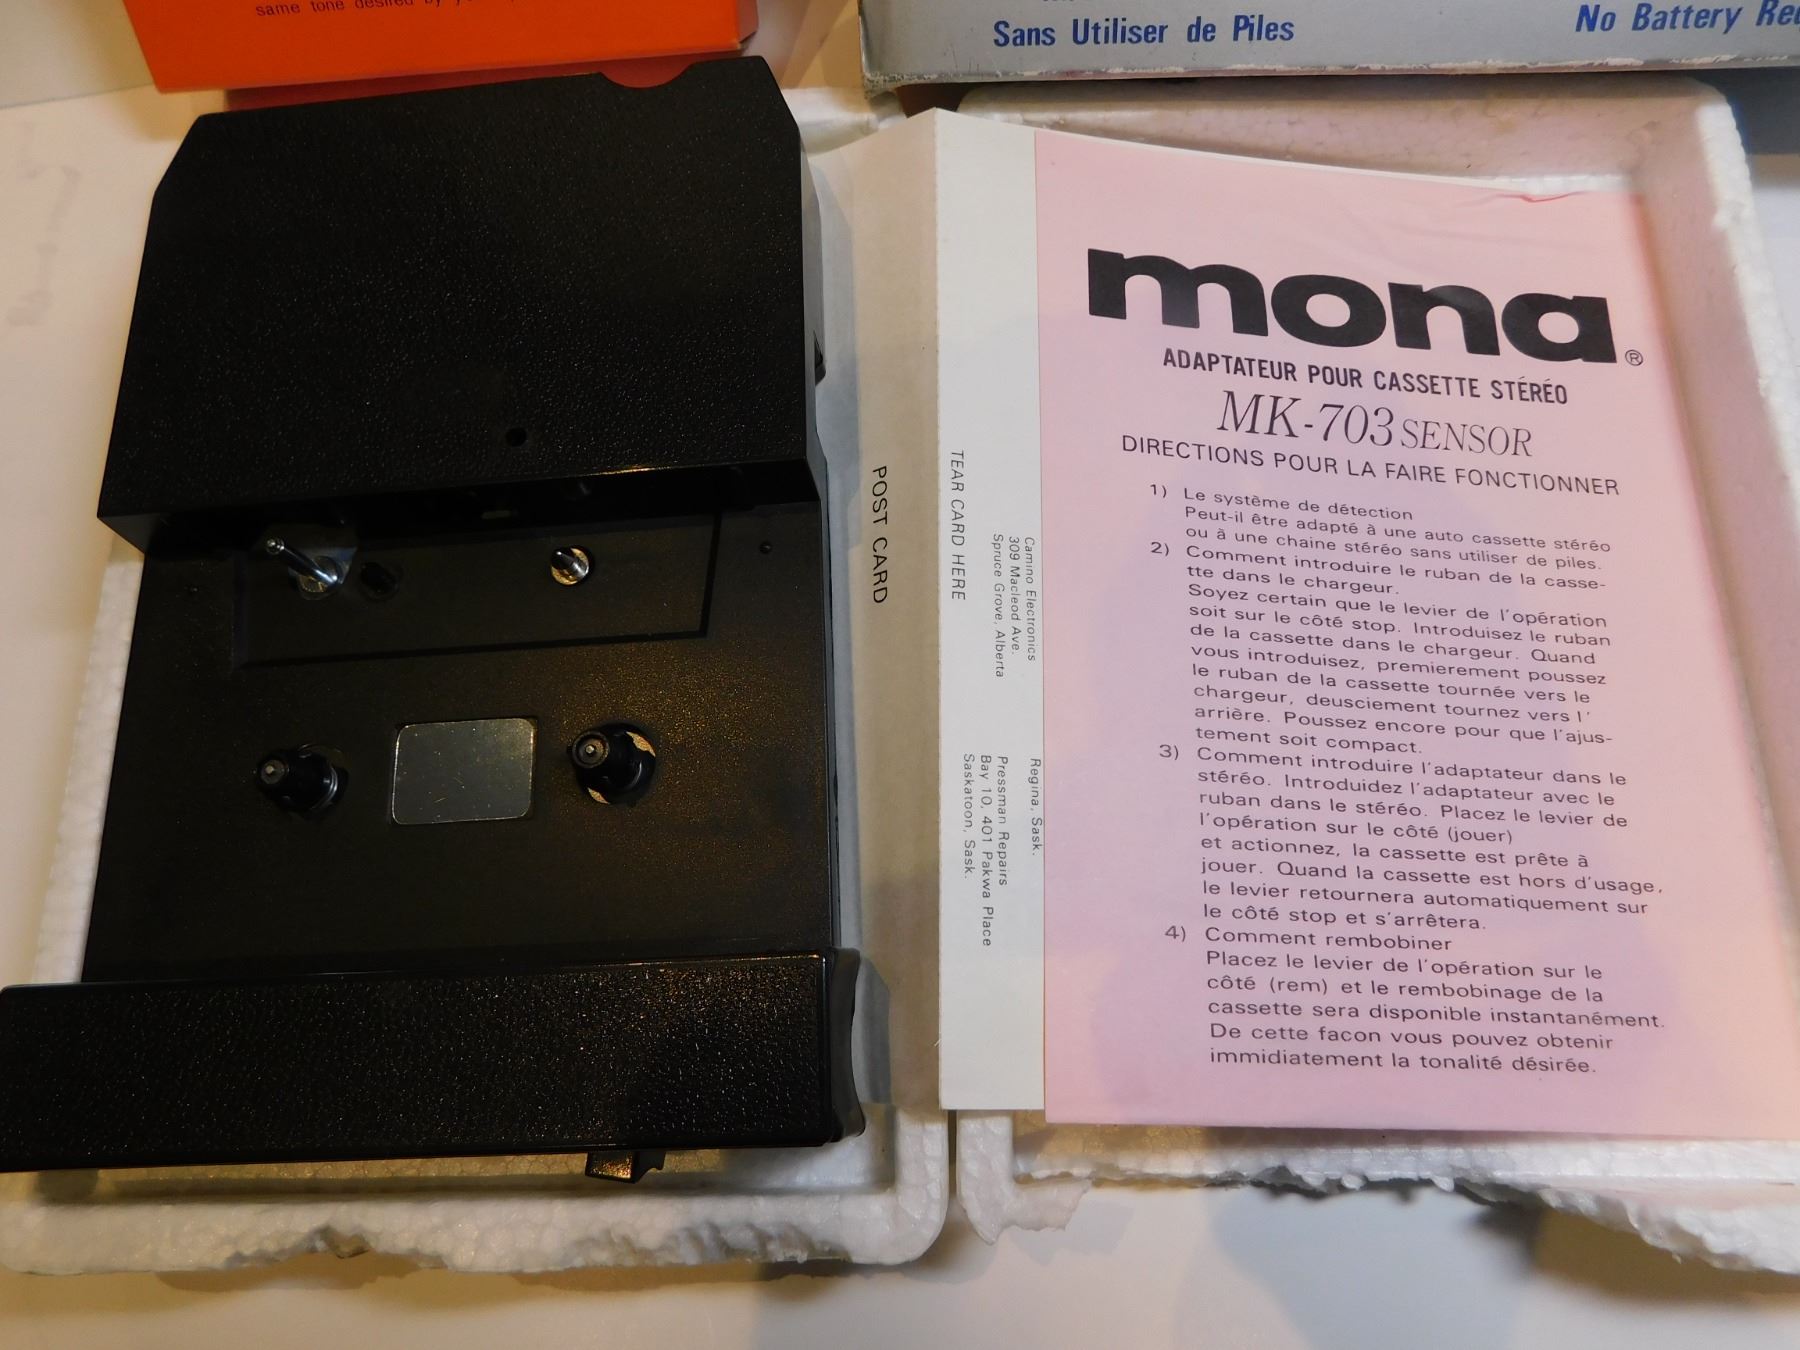 same tone desired by
Sans Utiliser de Piles
No Battery
POST CARD
TEAR CARD HERE
Camino Electronics
309 Macleod Ave.
Spruce Grove, Alberta
Regina, Sask.
Pressman Repairs
Bay 10, 401 Pakwa Place
Saskatoon, Sask.
mona®
ADAPTATEUR POUR CASSETTE STÉRÉO
MK-703 SENSOR
DIRECTIONS POUR LA FAIRE FONCTIONNER
1) Le système de détection
Peut-il être adapté à une auto cassette stéréo
ou à une chaine stéréo sans utiliser de piles.
2) Comment introduire le ruban de la casse-
tte dans le chargeur.
Soyez certain que le levier de l'opération
soit sur le côté stop. Introduisez le ruban
de la cassette dans le chargeur. Quand
vous introduisez, premierement poussez
le ruban de la cassette tournée vers le
chargeur, deusciement tournez vers l'
arrière. Poussez encore pour que l'ajus-
tement soit compact.
3) Comment introduire l'adaptateur dans le
stéréo. Introduidez l'adaptateur avec le
ruban dans le stéréo. Placez le levier de
l'opération sur le côté (jouer)
et actionnez, la cassette est prête à
jouer. Quand la cassette est hors d'usage,
le levier retournera automatiquement sur
le côté stop et s'arrêtera.
4) Comment rembobiner
Placez le levier de l'opération sur le
côté (rem) et le rembobinage de la
cassette sera disponible instantanément.
De cette facon vous pouvez obtenir
immidiatement la tonalité désirée.